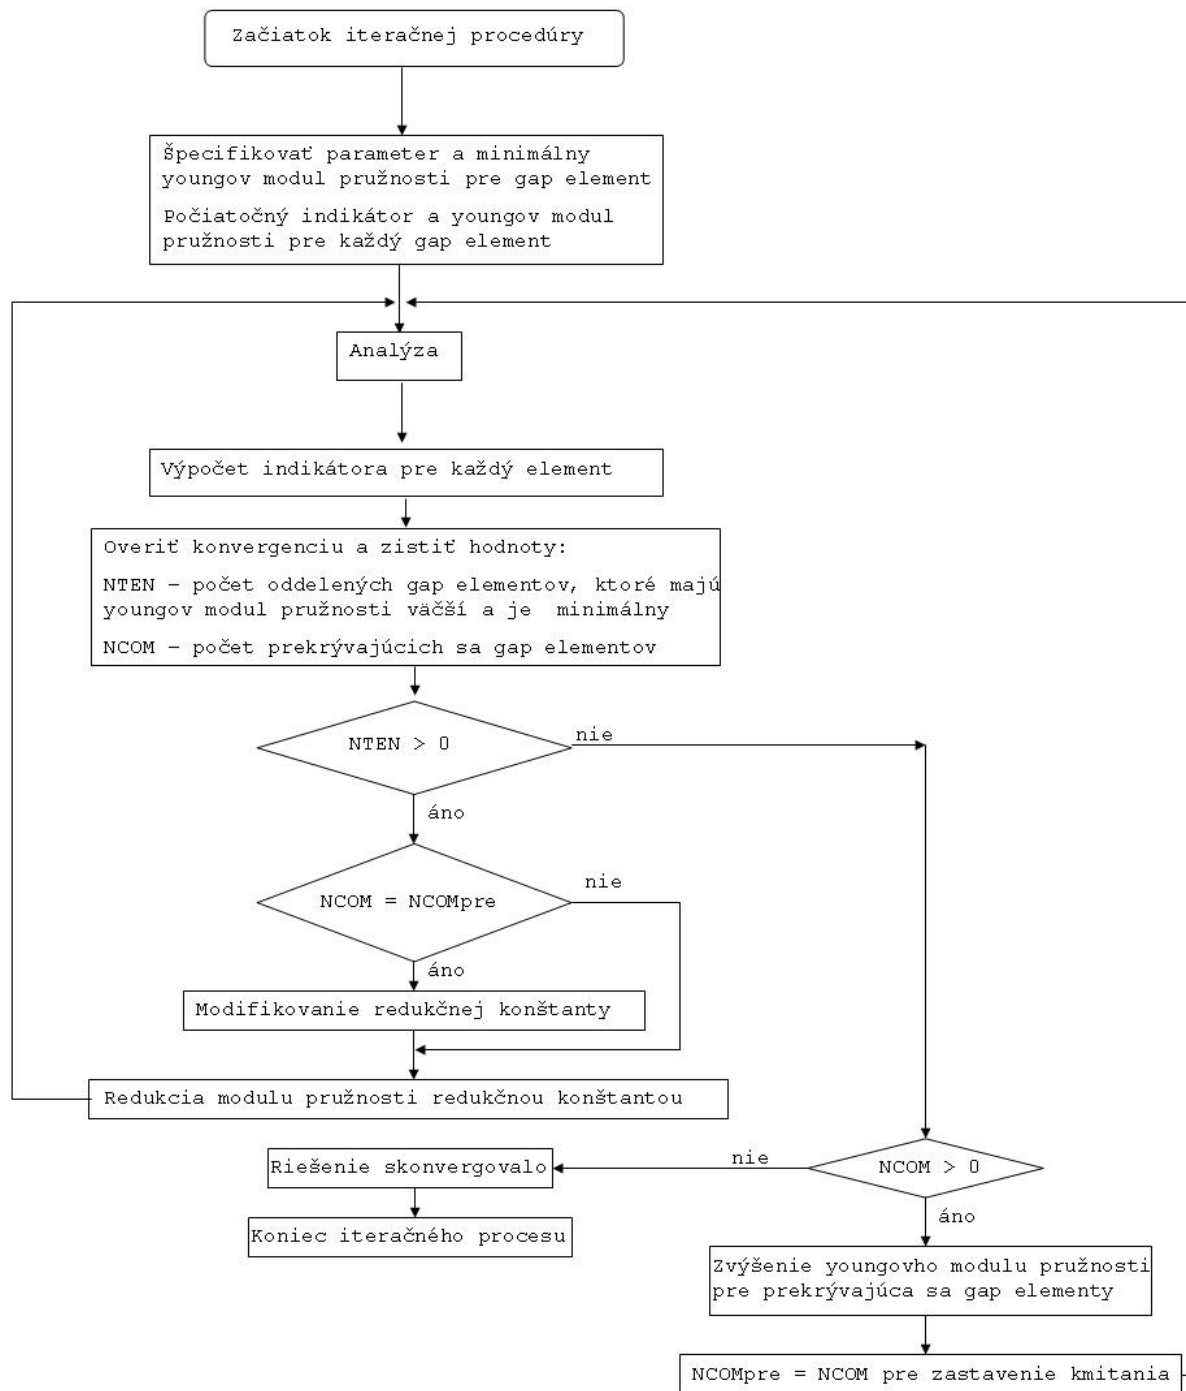 Začiatok iteračnej procedúry
Špecifikovať parameter a minimálny
youngov modul pružnosti pre gap element
Počiatočný indikátor a youngov modul
pružnosti pre každý gap element
Analýza
Výpočet indikátora pre každý element
Overiť konvergenciu a zistiť hodnoty:
NTEN – počet oddelených gap elementov, ktoré majú
youngov modul pružnosti väčší a je minimálny
NCOM – počet prekrývajúcich sa gap elementov
NTEN > 0
nie
áno
NCOM = NCOMpre
nie
áno
Modifikovanie redukčnej konštanty
Redukcia modulu pružnosti redukčnou konštantou
Riešenie skonvergovalo
nie
NCOM > 0
áno
Koniec iteračného procesu
Zvýšenie youngovho modulu pružnosti
pre prekrývajúca sa gap elementy
NCOMpre = NCOM pre zastavenie kmitania